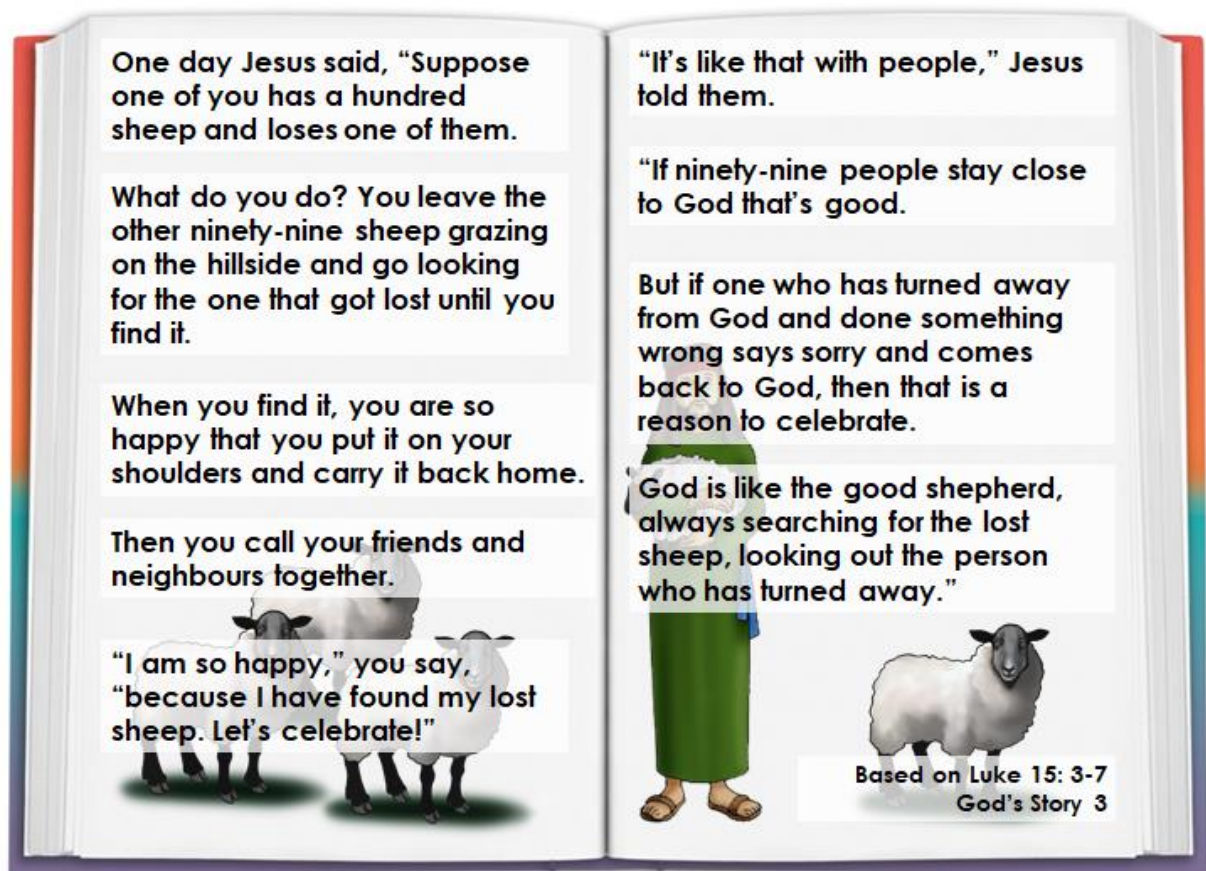 One day Jesus said, “Suppose
one of you has a hundred
sheep and loses one of them.
What do you do? You leave the
other ninety-nine sheep grazing
on the hillside and go looking
for the one that got lost until you
find it.
When you find it, you are so
happy that you put it on your
shoulders and carry it back home.
Then you call your friends and
neighbours together.
“I am so happy,” you say,
“because I have found my lost
sheep. Let’s celebrate!”
“It’s like that with people,” Jesus
told them.
“If ninety-nine people stay close
to God that’s good.
But if one who has turned away
from God and done something
wrong says sorry and comes
back to God, then that is a
reason to celebrate.
God is like the good shepherd,
always searching for the lost
sheep, looking out the person
who has turned away.”
Based on Luke 15: 3-7
God’s Story 3